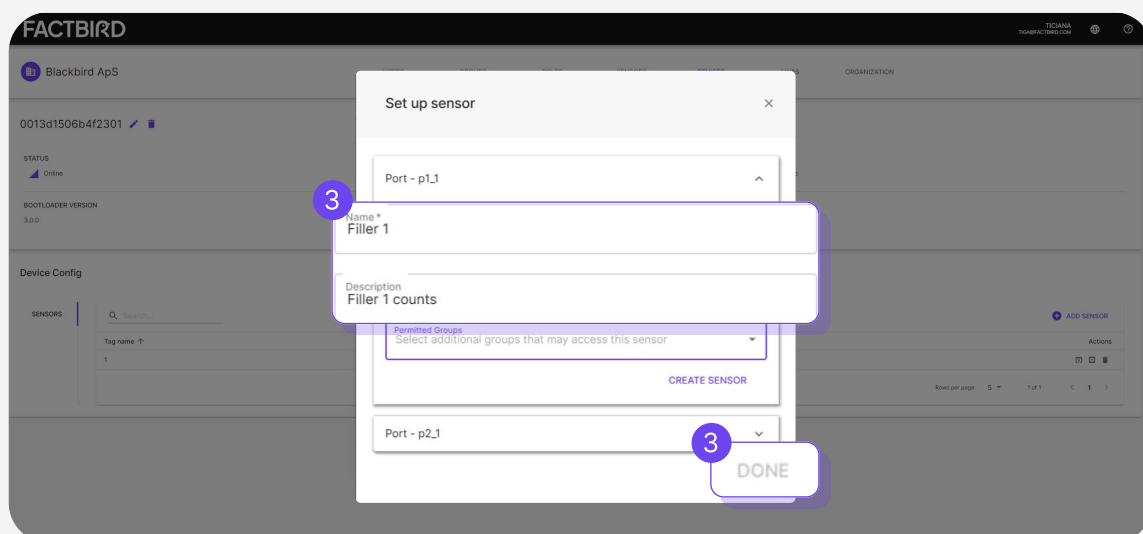 FACTBIRD
TICIANA
TIGA@FACTBIRD.COM
Blackbird ApS
ORGANIZATION
Set up sensor
0013d1506b4f2301
STATUS
Online
Port - p1_1
3
BOOTLOADER VERSION
3.0.0
Name *
Filler 1
Description
Filler 1 counts
Device Config
SENSORS
Search...
ADD SENSOR
Permitted Groups
Select additional groups that may access this sensor
Tag name ↑
Actions
1
CREATE SENSOR
Rows per page: 5
1 of 1
< 1 >
Port - p2_1
3
DONE